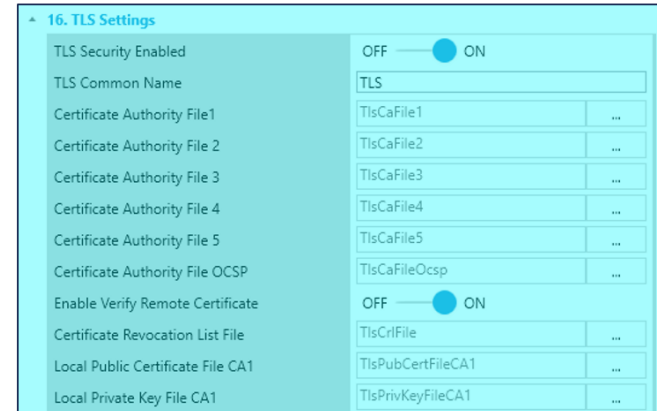 16. TLS Settings
TLS Security Enabled OFF ON
TLS Common Name TLS
Certificate Authority File1 TlsCaFile1 ...
Certificate Authority File 2 TlsCaFile2 ...
Certificate Authority File 3 TlsCaFile3 ...
Certificate Authority File 4 TlsCaFile4 ...
Certificate Authority File 5 TlsCaFile5 ...
Certificate Authority File OCSP TlsCaFileOcsp ...
Enable Verify Remote Certificate OFF ON
Certificate Revocation List File TlsCrlFile ...
Local Public Certificate File CA1 TlsPubCertFileCA1 ...
Local Private Key File CA1 TlsPrivKeyFileCA1 ...